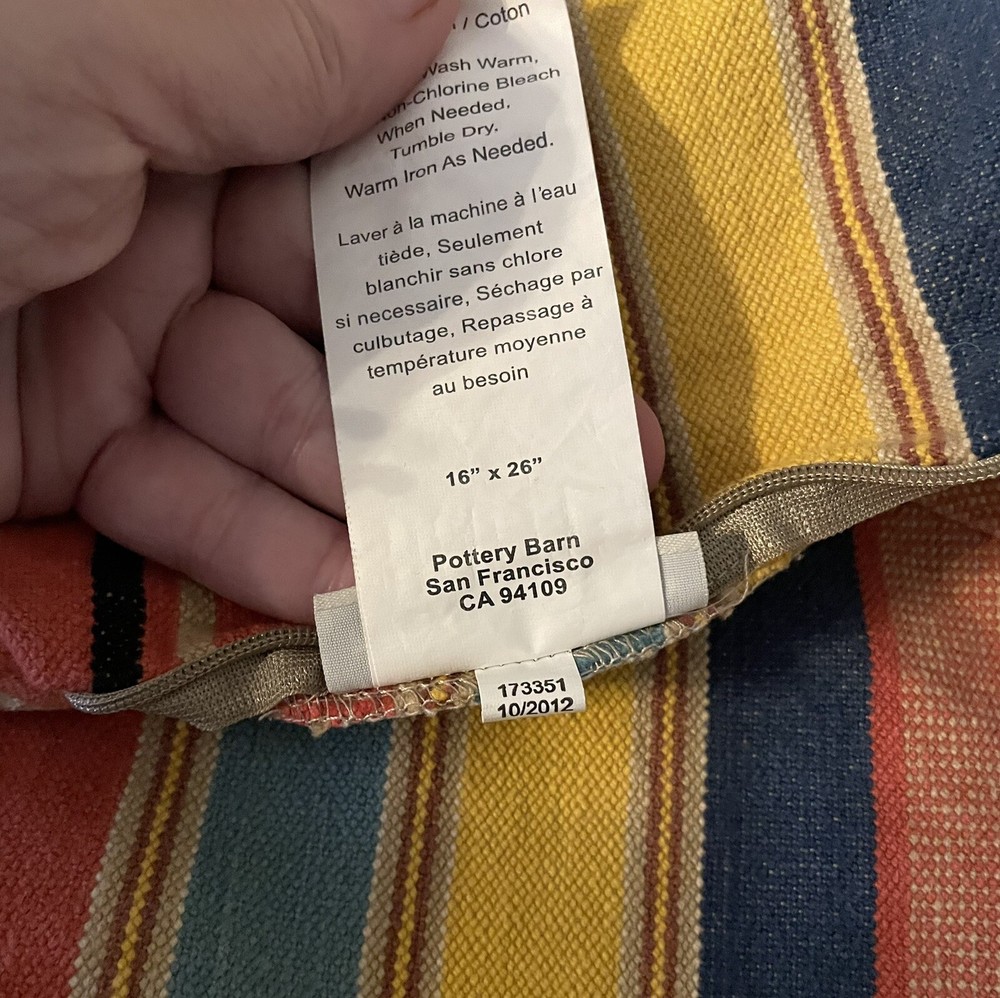 / Coton
Wash Warm,
Non-Chlorine Bleach
When Needed.
Tumble Dry.
Warm Iron As Needed.
Laver à la machine à l'eau
tiède, Seulement
blanchir sans chlore
si necessaire, Séchage par
culbutage, Repassage à
température moyenne
au besoin
16" x 26"
Pottery Barn
San Francisco
CA 94109
173351
10/2012